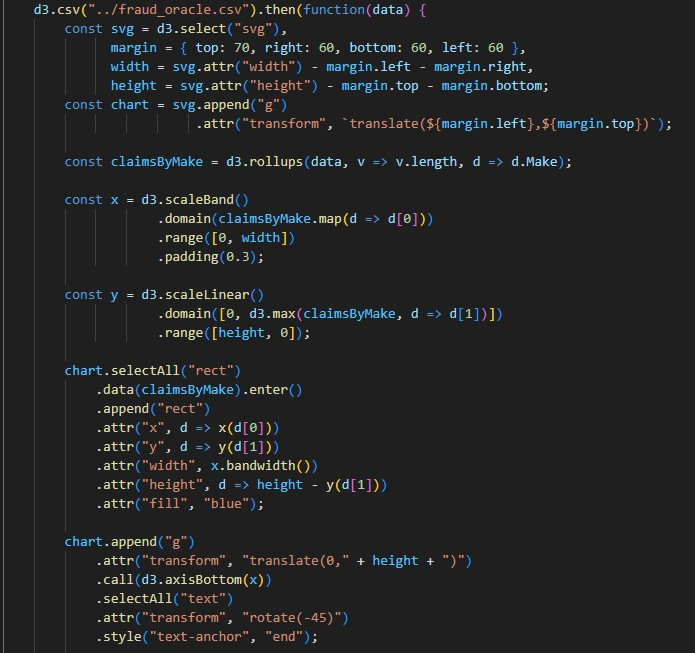 d3.csv("../fraud_oracle.csv").then(function(data) {
    const svg = d3.select("svg"),
          margin = { top: 70, right: 60, bottom: 60, left: 60 },
          width = svg.attr("width") - margin.left - margin.right,
          height = svg.attr("height") - margin.top - margin.bottom;
    const chart = svg.append("g")
                     .attr("transform", `translate(${margin.left},${margin.top})`);
    const claimsByMake = d3.rollups(data, v => v.length, d => d.Make);
    const x = d3.scaleBand()
                .domain(claimsByMake.map(d => d[0]))
                .range([0, width])
                .padding(0.3);
    const y = d3.scaleLinear()
                .domain([0, d3.max(claimsByMake, d => d[1])])
                .range([height, 0]);
    chart.selectAll("rect")
        .data(claimsByMake).enter()
        .append("rect")
        .attr("x", d => x(d[0]))
        .attr("y", d => y(d[1]))
        .attr("width", x.bandwidth())
        .attr("height", d => height - y(d[1]))
        .attr("fill", "blue");
    chart.append("g")
        .attr("transform", "translate(0," + height + ")")
        .call(d3.axisBottom(x))
        .selectAll("text")
        .attr("transform", "rotate(-45)")
        .style("text-anchor", "end");